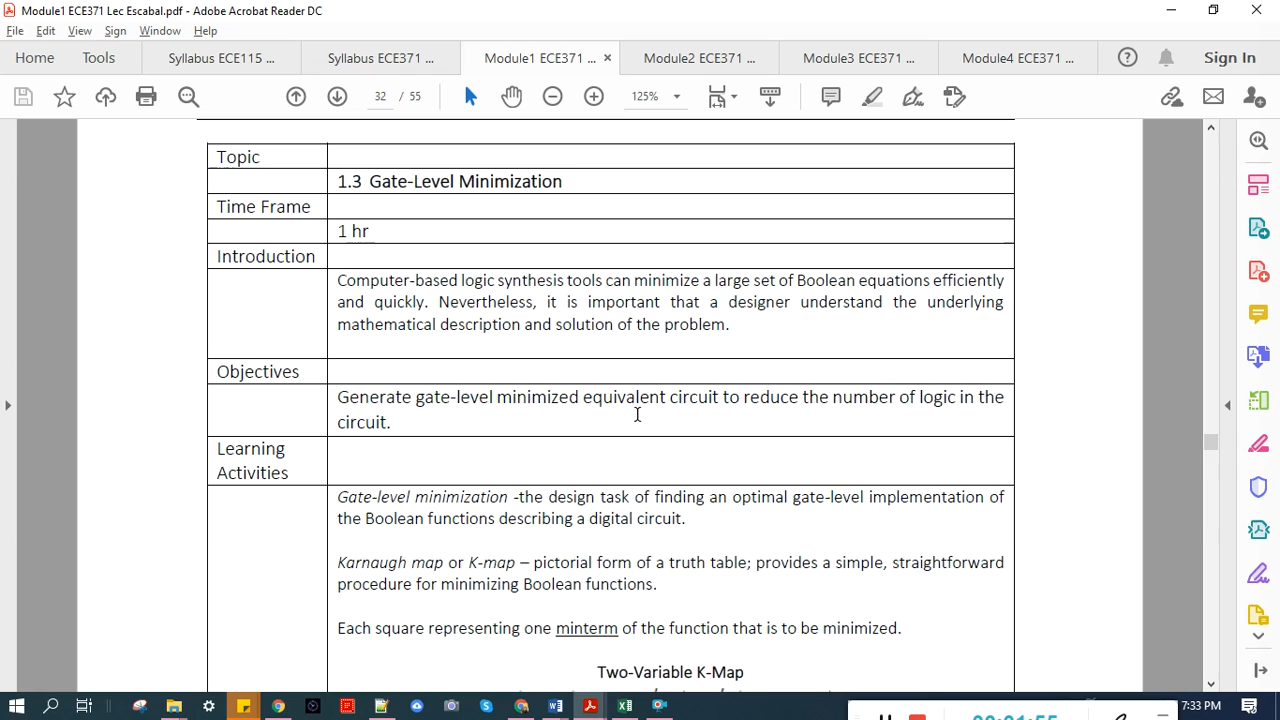 Module1 ECE371 Lec Escabal.pdf - Adobe Acrobat Reader DC
File Edit View Sign Window Help
Home Tools Syllabus ECE115 ... Syllabus ECE371 ... Module1 ECE371 ... × Module2 ECE371 ... Module3 ECE371 ... Module4 ECE371 ... Sign In
32 / 55 125%
Topic
1.3 Gate-Level Minimization
Time Frame
1 hr
Introduction
Computer-based logic synthesis tools can minimize a large set of Boolean equations efficiently
and quickly. Nevertheless, it is important that a designer understand the underlying
mathematical description and solution of the problem.
Objectives
Generate gate-level minimized equivalent circuit to reduce the number of logic in the
circuit.
Learning
Activities
Gate-level minimization -the design task of finding an optimal gate-level implementation of
the Boolean functions describing a digital circuit.
Karnaugh map or K-map – pictorial form of a truth table; provides a simple, straightforward
procedure for minimizing Boolean functions.
Each square representing one minterm of the function that is to be minimized.
Two-Variable K-Map
7:33 PM
00:01:55